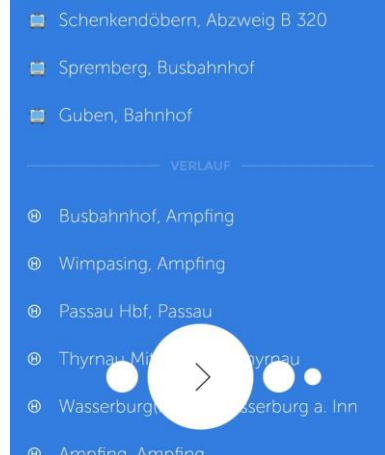 Schenkendöbern, Abzweig B 320
Spremberg, Busbahnhof
Guben, Bahnhof
VERLAUF
Busbahnhof, Ampfing
Wimpasing, Ampfing
Passau Hbf, Passau
Thyrnau
Wasserburg a. Inn
Ampfing, Ampfing